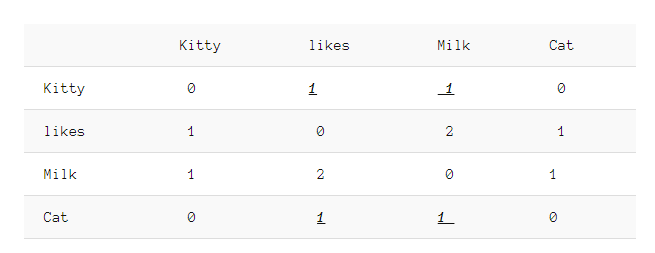 Kitty likes Milk Cat
Kitty 0 1 1 0
likes 1 0 2 1
Milk 1 2 0 1
Cat 0 1 1 0